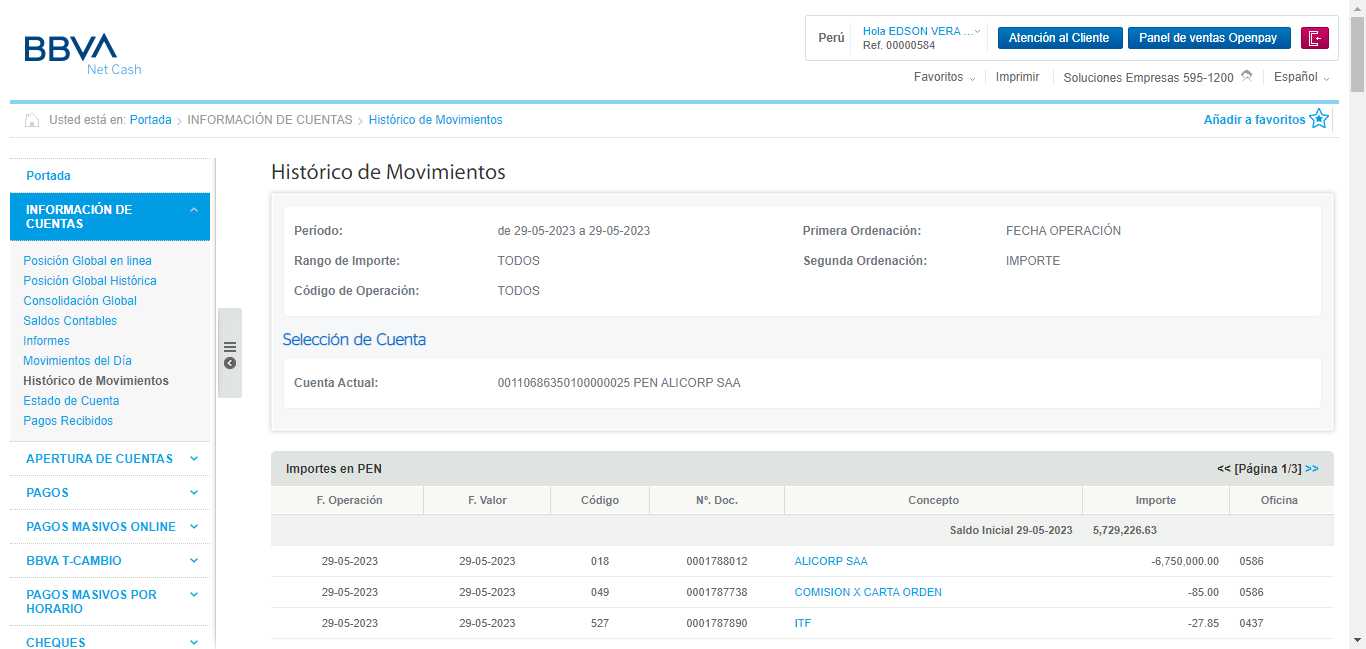 BBVA
Net Cash
Perú
Hola EDSON VERA ...
Ref. 00000584
Atención al Cliente
Panel de ventas Openpay
Favoritos
Imprimir
Soluciones Empresas 595-1200
Español
Usted está en: Portada > INFORMACIÓN DE CUENTAS > Histórico de Movimientos
Añadir a favoritos
Portada
INFORMACIÓN DE
CUENTAS
Posición Global en linea
Posición Global Histórica
Consolidación Global
Saldos Contables
Informes
Movimientos del Día
Histórico de Movimientos
Estado de Cuenta
Pagos Recibidos
APERTURA DE CUENTAS
PAGOS
PAGOS MASIVOS ONLINE
BBVA T-CAMBIO
PAGOS MASIVOS POR
HORARIO
CHEQUES
Histórico de Movimientos
Período: de 29-05-2023 a 29-05-2023 Primera Ordenación: FECHA OPERACIÓN
Rango de Importe: TODOS Segunda Ordenación: IMPORTE
Código de Operación: TODOS
Selección de Cuenta
Cuenta Actual: 00110686350100000025 PEN ALICORP SAA
Importes en PEN << [Página 1/3] >>
F. Operación F. Valor Código Nº. Doc. Concepto Importe Oficina
Saldo Inicial 29-05-2023 5,729,226.63
29-05-2023 29-05-2023 018 0001788012 ALICORP SAA -6,750,000.00 0586
29-05-2023 29-05-2023 049 0001787738 COMISION X CARTA ORDEN -85.00 0586
29-05-2023 29-05-2023 527 0001787890 ITF -27.85 0437